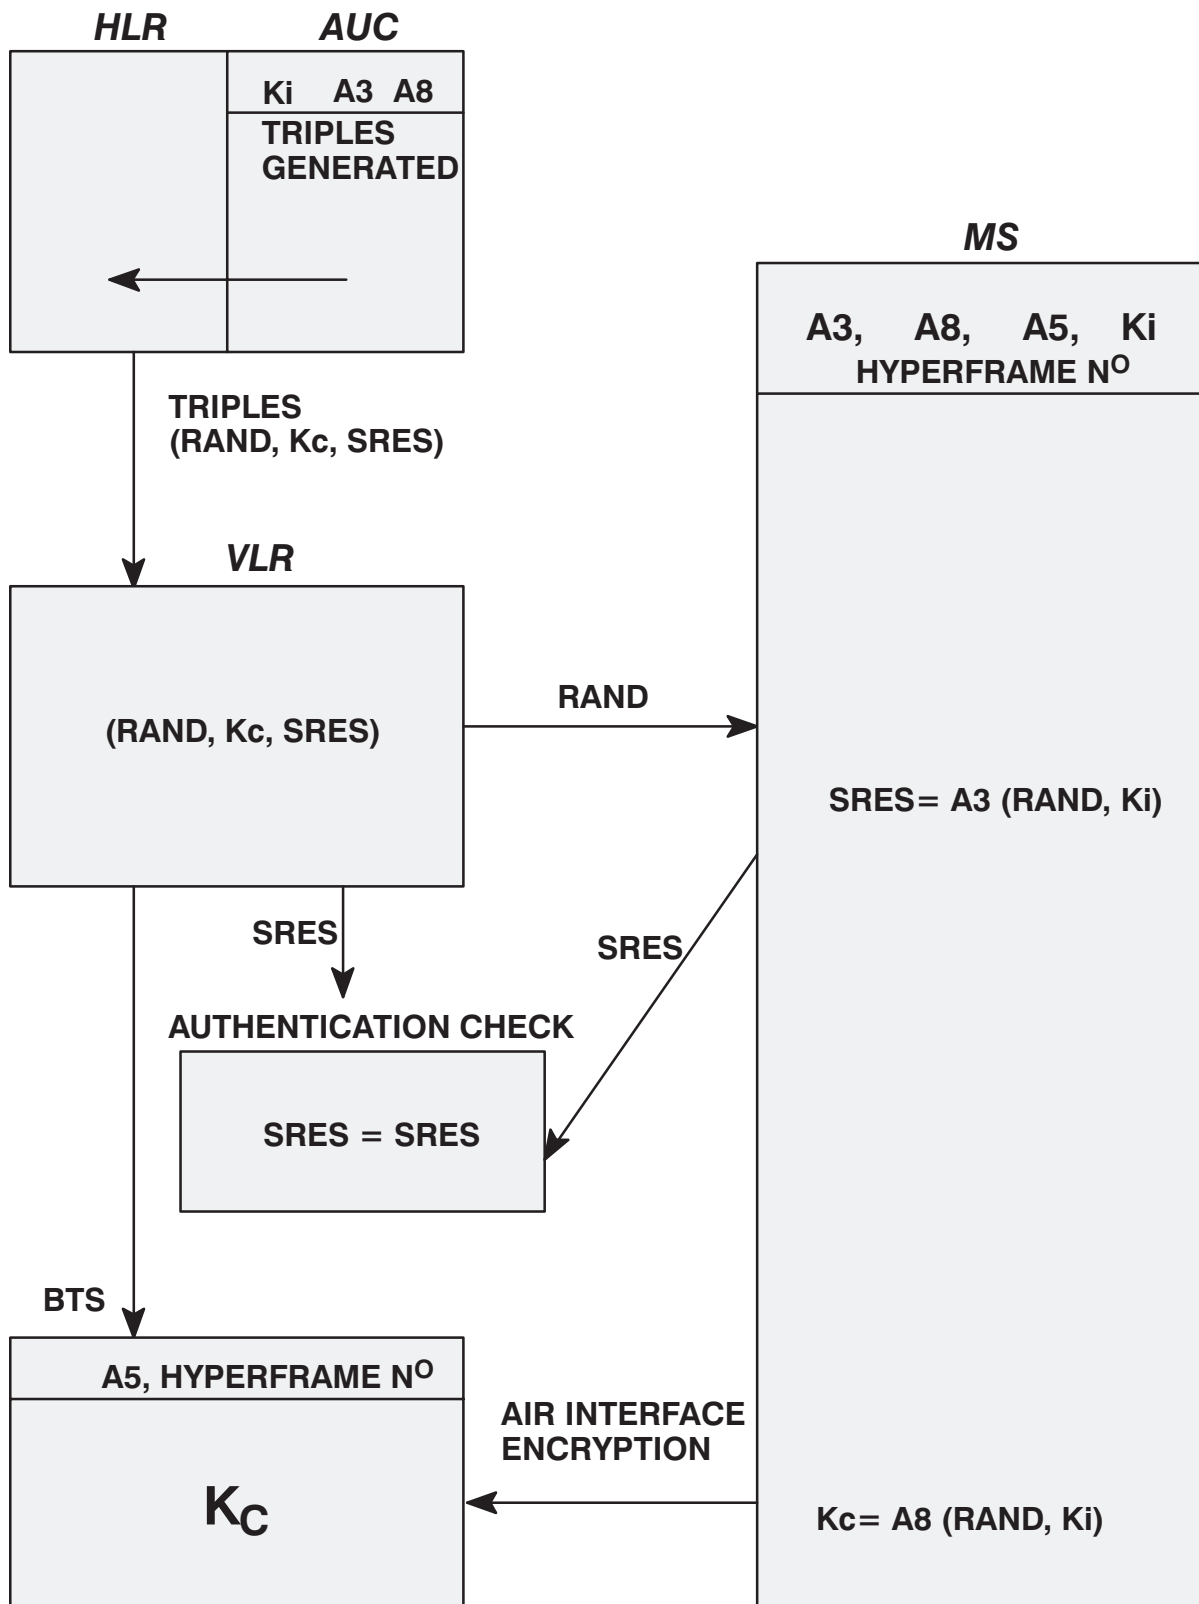 HLR AUC
Ki A3 A8
TRIPLES
GENERATED
MS
A3, A8, A5, Ki
HYPERFRAME Nᴼ
TRIPLES
(RAND, Kc, SRES)
VLR
(RAND, Kc, SRES)
RAND
SRES= A3 (RAND, Ki)
SRES
SRES
AUTHENTICATION CHECK
SRES = SRES
BTS
A5, HYPERFRAME Nᴼ
AIR INTERFACE
ENCRYPTION
KC
Kc= A8 (RAND, Ki)